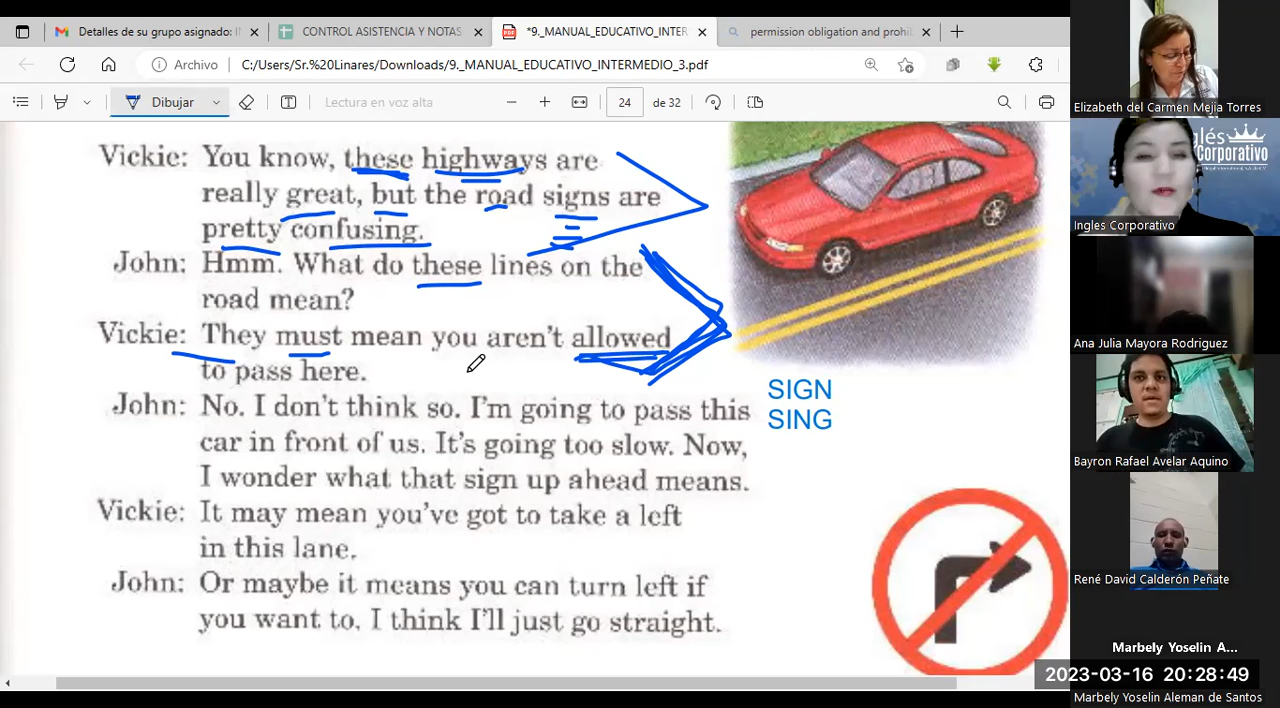 Detalles de su grupo asignado: I
CONTROL ASISTENCIA Y NOTAS
*9._MANUAL_EDUCATIVO_INTER
permission obligation and prohi
Archivo
C:/Users/Sr.%20Linares/Downloads/9._MANUAL_EDUCATIVO_INTERMEDIO_3.pdf
Dibujar
Lectura en voz alta
24
de 32
Vickie: You know, these highways are
really great, but the road signs are
pretty confusing.
John: Hmm. What do these lines on the
road mean?
Vickie: They must mean you aren't allowed
to pass here.
John: No. I don't think so. I'm going to pass this
car in front of us. It's going too slow. Now,
I wonder what that sign up ahead means.
Vickie: It may mean you've got to take a left
in this lane.
John: Or maybe it means you can turn left if
you want to. I think I'll just go straight.
SIGN
SING
Elizabeth del Carmen Mejia Torres
glés
Corporativo
Ingles Corporativo
Ana Julia Mayora Rodriguez
Bayron Rafael Avelar Aquino
René David Calderón Peñate
Marbely Yoselin A...
2023-03-16 20:28:49
Marbely Yoselin Aleman de Santos